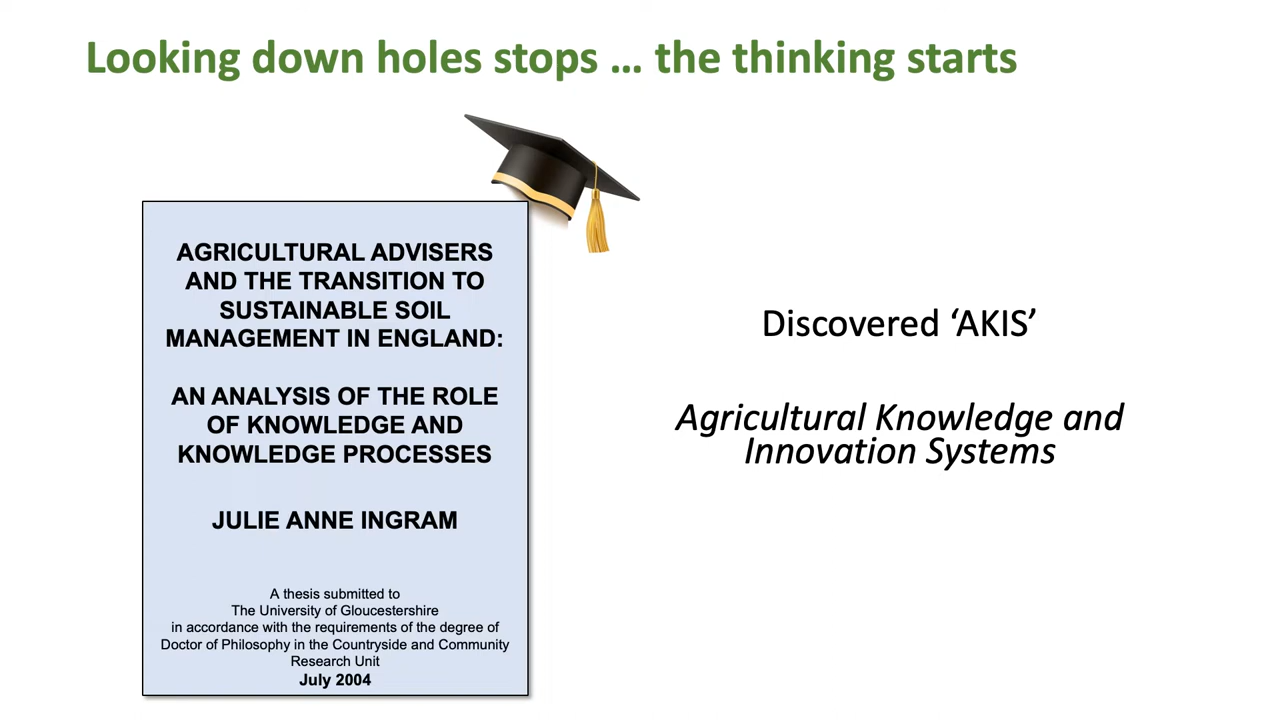 Looking down holes stops … the thinking starts
AGRICULTURAL ADVISERS
AND THE TRANSITION TO
SUSTAINABLE SOIL
MANAGEMENT IN ENGLAND:
AN ANALYSIS OF THE ROLE
OF KNOWLEDGE AND
KNOWLEDGE PROCESSES
JULIE ANNE INGRAM
A thesis submitted to
The University of Gloucestershire
in accordance with the requirements of the degree of
Doctor of Philosophy in the Countryside and Community
Research Unit
July 2004
Discovered ‘AKIS’
Agricultural Knowledge and
Innovation Systems